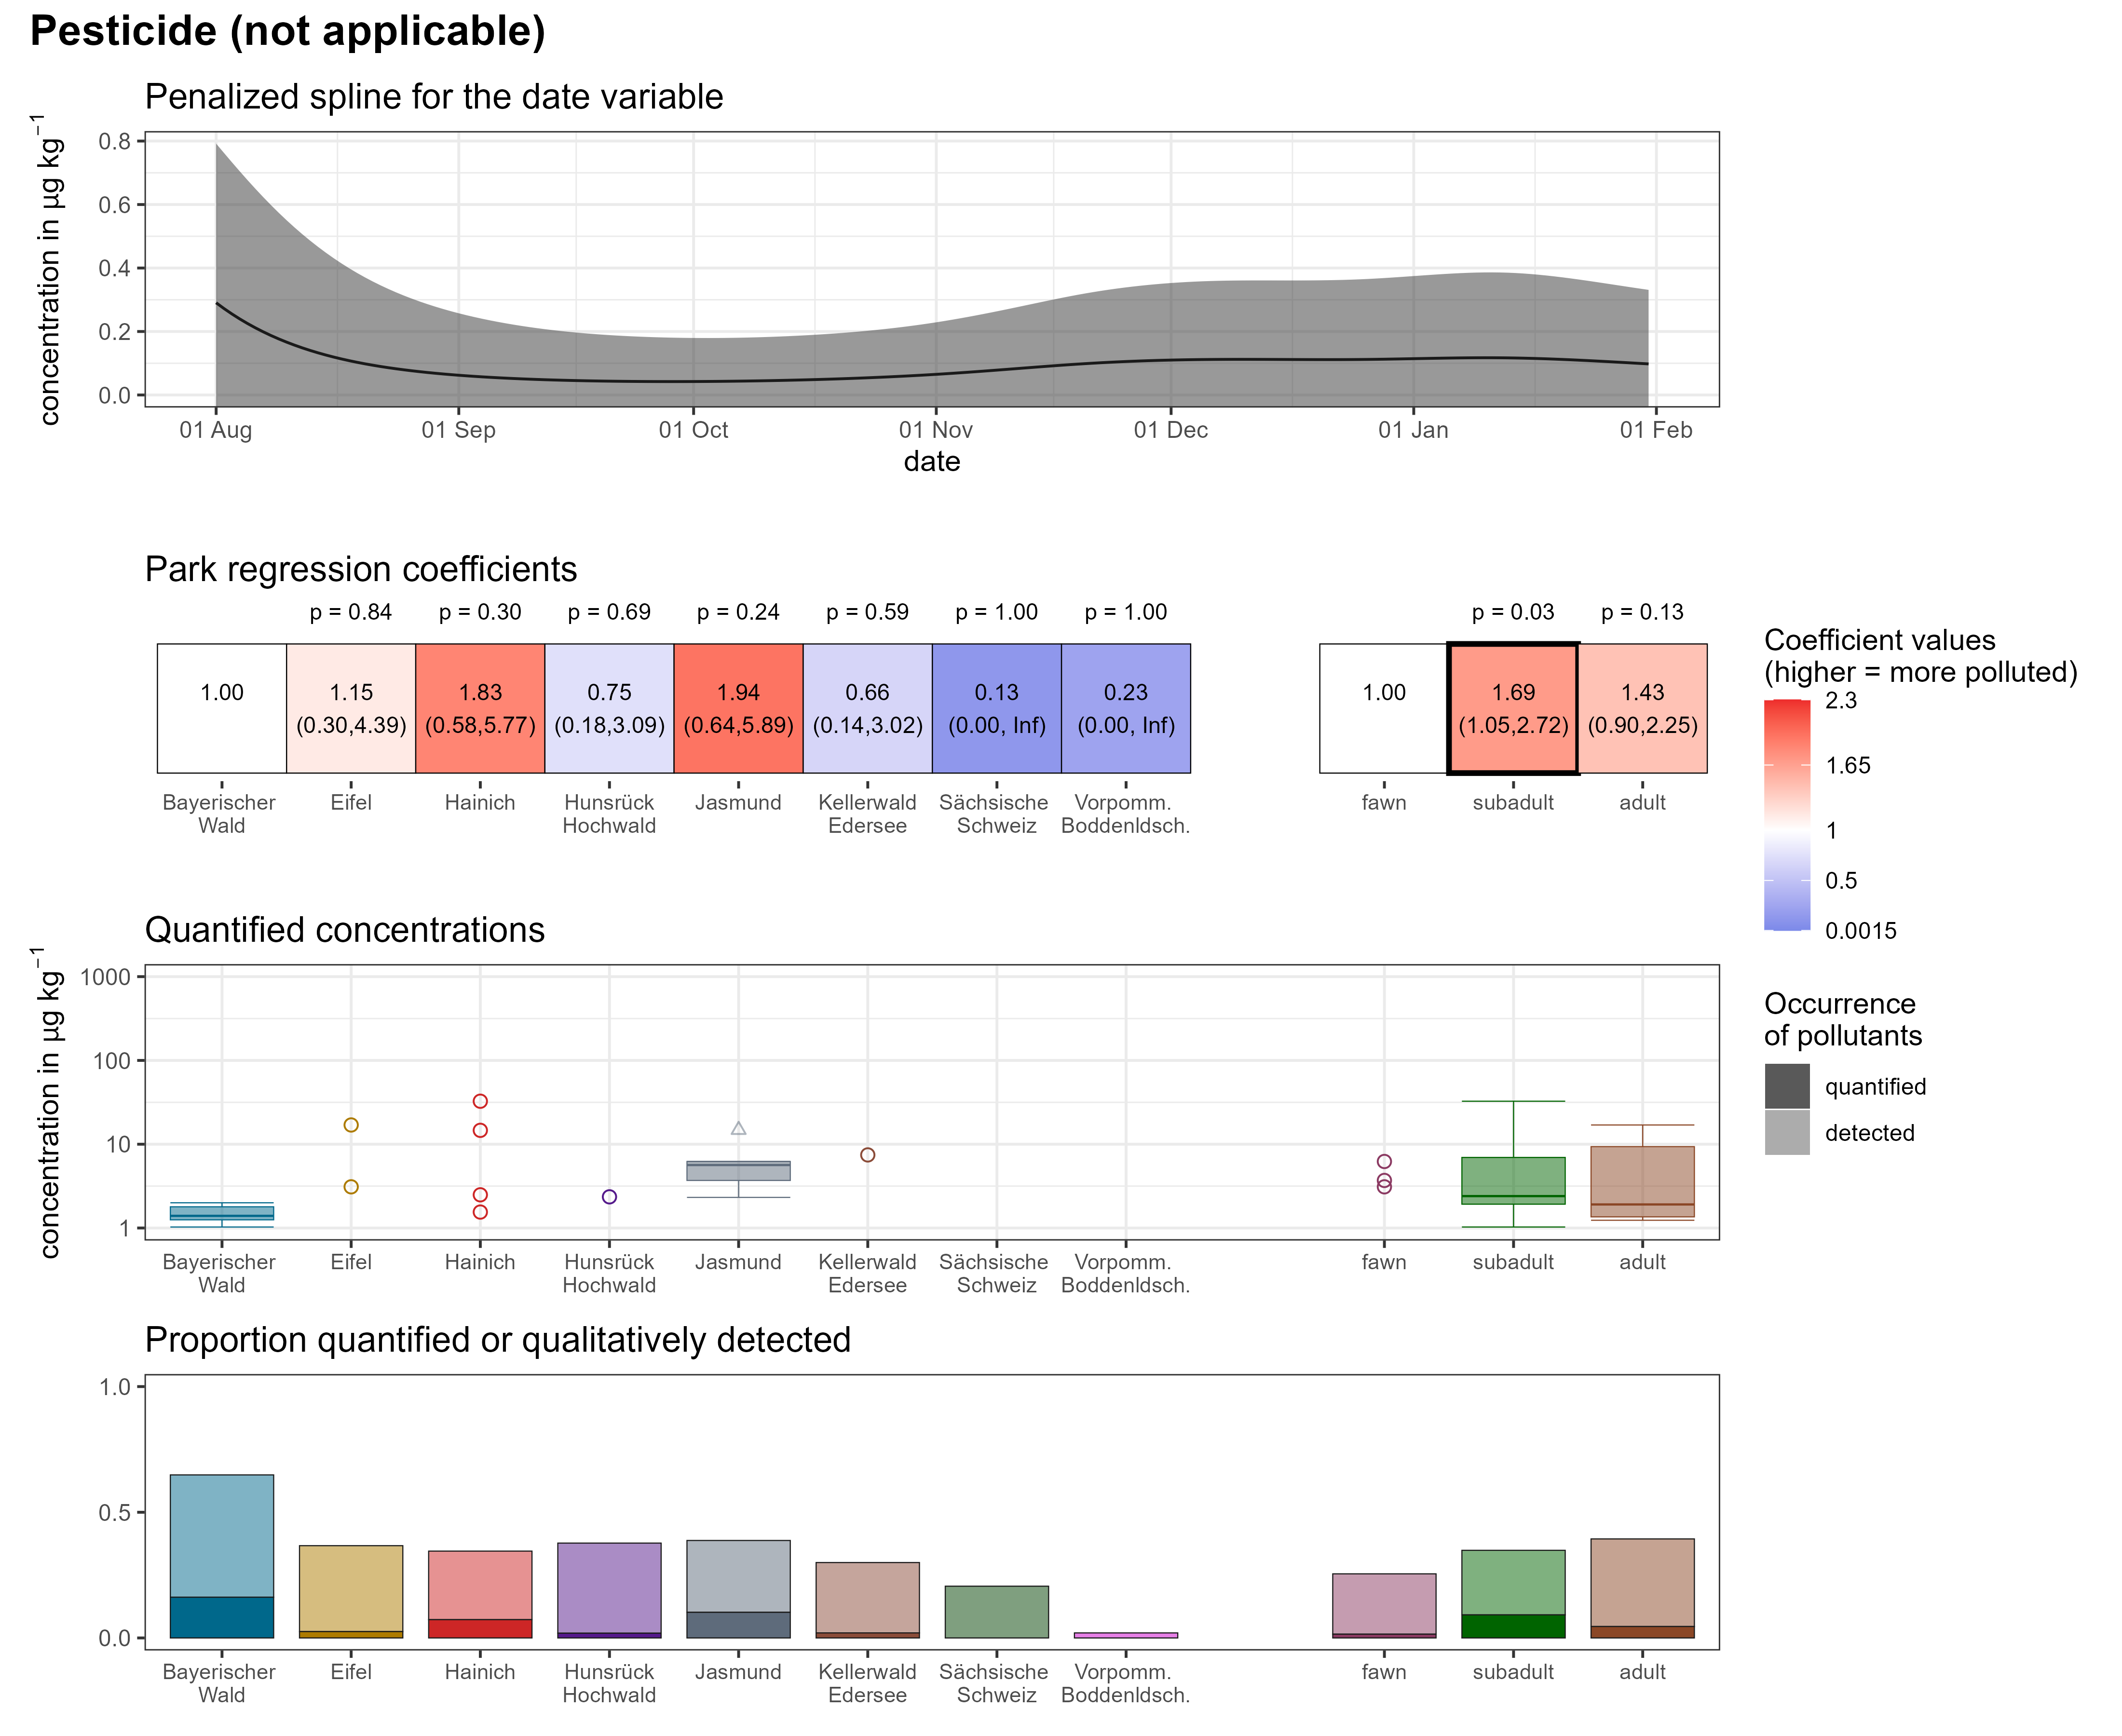 Pesticide (not applicable)
Penalized spline for the date variable
concentration in µg kg⁻¹
0.8
0.6
0.4
0.2
0.0
01 Aug 01 Sep 01 Oct 01 Nov 01 Dec 01 Jan 01 Feb
date
Park regression coefficients
p = 0.84 p = 0.30 p = 0.69 p = 0.24 p = 0.59 p = 1.00 p = 1.00 p = 0.03 p = 0.13
1.00 1.15 1.83 0.75 1.94 0.66 0.13 0.23 1.00 1.69 1.43
(0.30,4.39) (0.58,5.77) (0.18,3.09) (0.64,5.89) (0.14,3.02) (0.00, Inf) (0.00, Inf) (1.05,2.72) (0.90,2.25)
Bayerischer Eifel Hainich Hunsrück Jasmund Kellerwald Sächsische Vorpomm. fawn subadult adult
Wald Hochwald Edersee Schweiz Boddenldsch.
Coefficient values
(higher = more polluted)
2.3
1.65
1
0.5
0.0015
Quantified concentrations
concentration in µg kg⁻¹
1000
100
10
1
Bayerischer Eifel Hainich Hunsrück Jasmund Kellerwald Sächsische Vorpomm. fawn subadult adult
Wald Hochwald Edersee Schweiz Boddenldsch.
Occurrence
of pollutants
quantified
detected
Proportion quantified or qualitatively detected
1.0
0.5
0.0
Bayerischer Eifel Hainich Hunsrück Jasmund Kellerwald Sächsische Vorpomm. fawn subadult adult
Wald Hochwald Edersee Schweiz Boddenldsch.